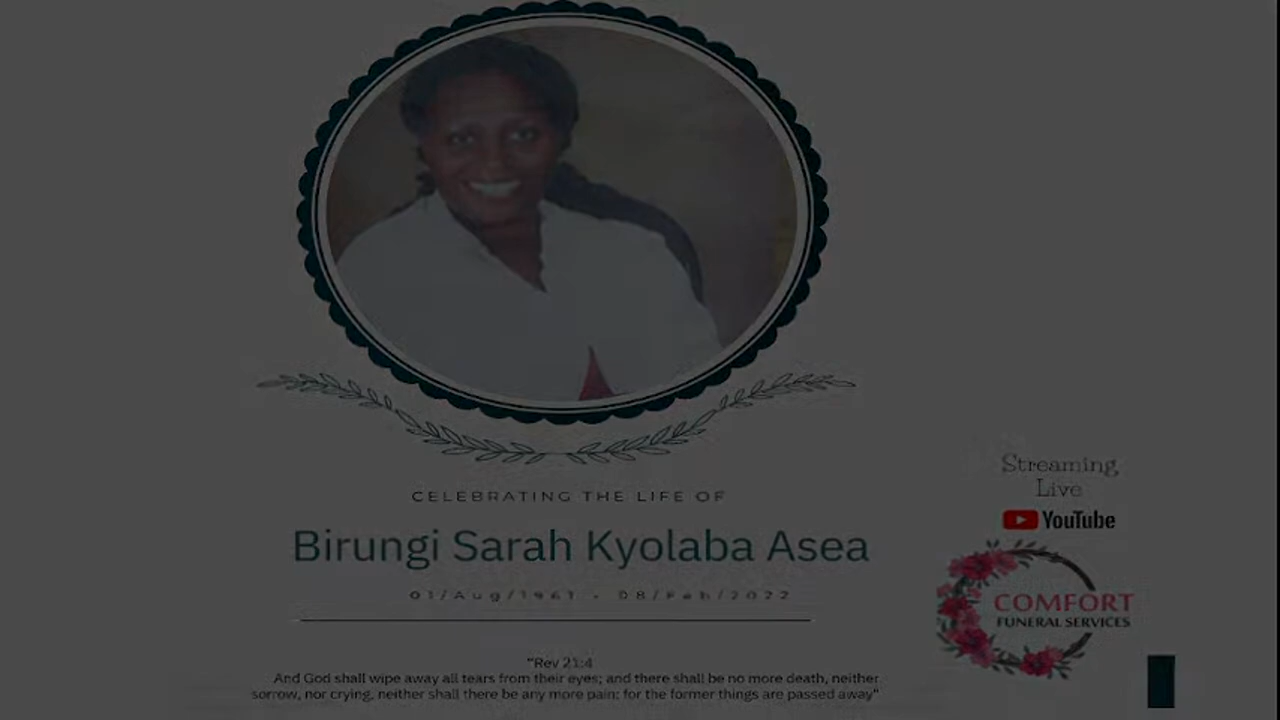 CELEBRATING THE LIFE OF
Birungi Sarah Kyolaba Asea
01/Aug/1961 - 08/Feb/2022
"Rev 21:4
And God shall wipe away all tears from their eyes; and there shall be no more death, neither
sorrow, nor crying, neither shall there be any more pain: for the former things are passed away"
Streaming
Live
YouTube
COMFORT
FUNERAL SERVICES